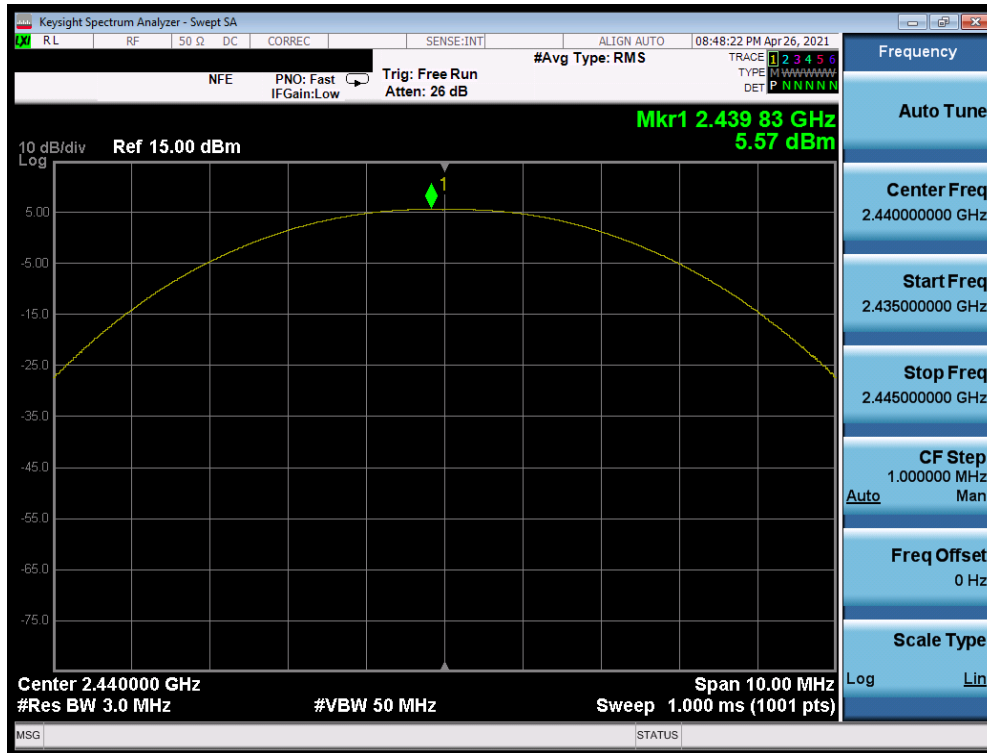 Keysight Spectrum Analyzer - Swept SA
LXI RL RF 50 Ω DC CORREC SENSE:INT ALIGN AUTO 08:48:22 PM Apr 26, 2021
NFE PNO: Fast Trig: Free Run #Avg Type: RMS TRACE 1 2 3 4 5 6
IFGain:Low Atten: 26 dB TYPE M WWWWW
DET P N N N N N
Mkr1 2.439 83 GHz
5.57 dBm
10 dB/div Ref 15.00 dBm
Log
1
5.00
-5.00
-15.0
-25.0
-35.0
-45.0
-55.0
-65.0
-75.0
Center 2.440000 GHz Span 10.00 MHz
#Res BW 3.0 MHz #VBW 50 MHz Sweep 1.000 ms (1001 pts)
MSG STATUS
Frequency
Auto Tune
Center Freq
2.440000000 GHz
Start Freq
2.435000000 GHz
Stop Freq
2.445000000 GHz
CF Step
1.000000 MHz
Auto Man
Freq Offset
0 Hz
Scale Type
Log Lin